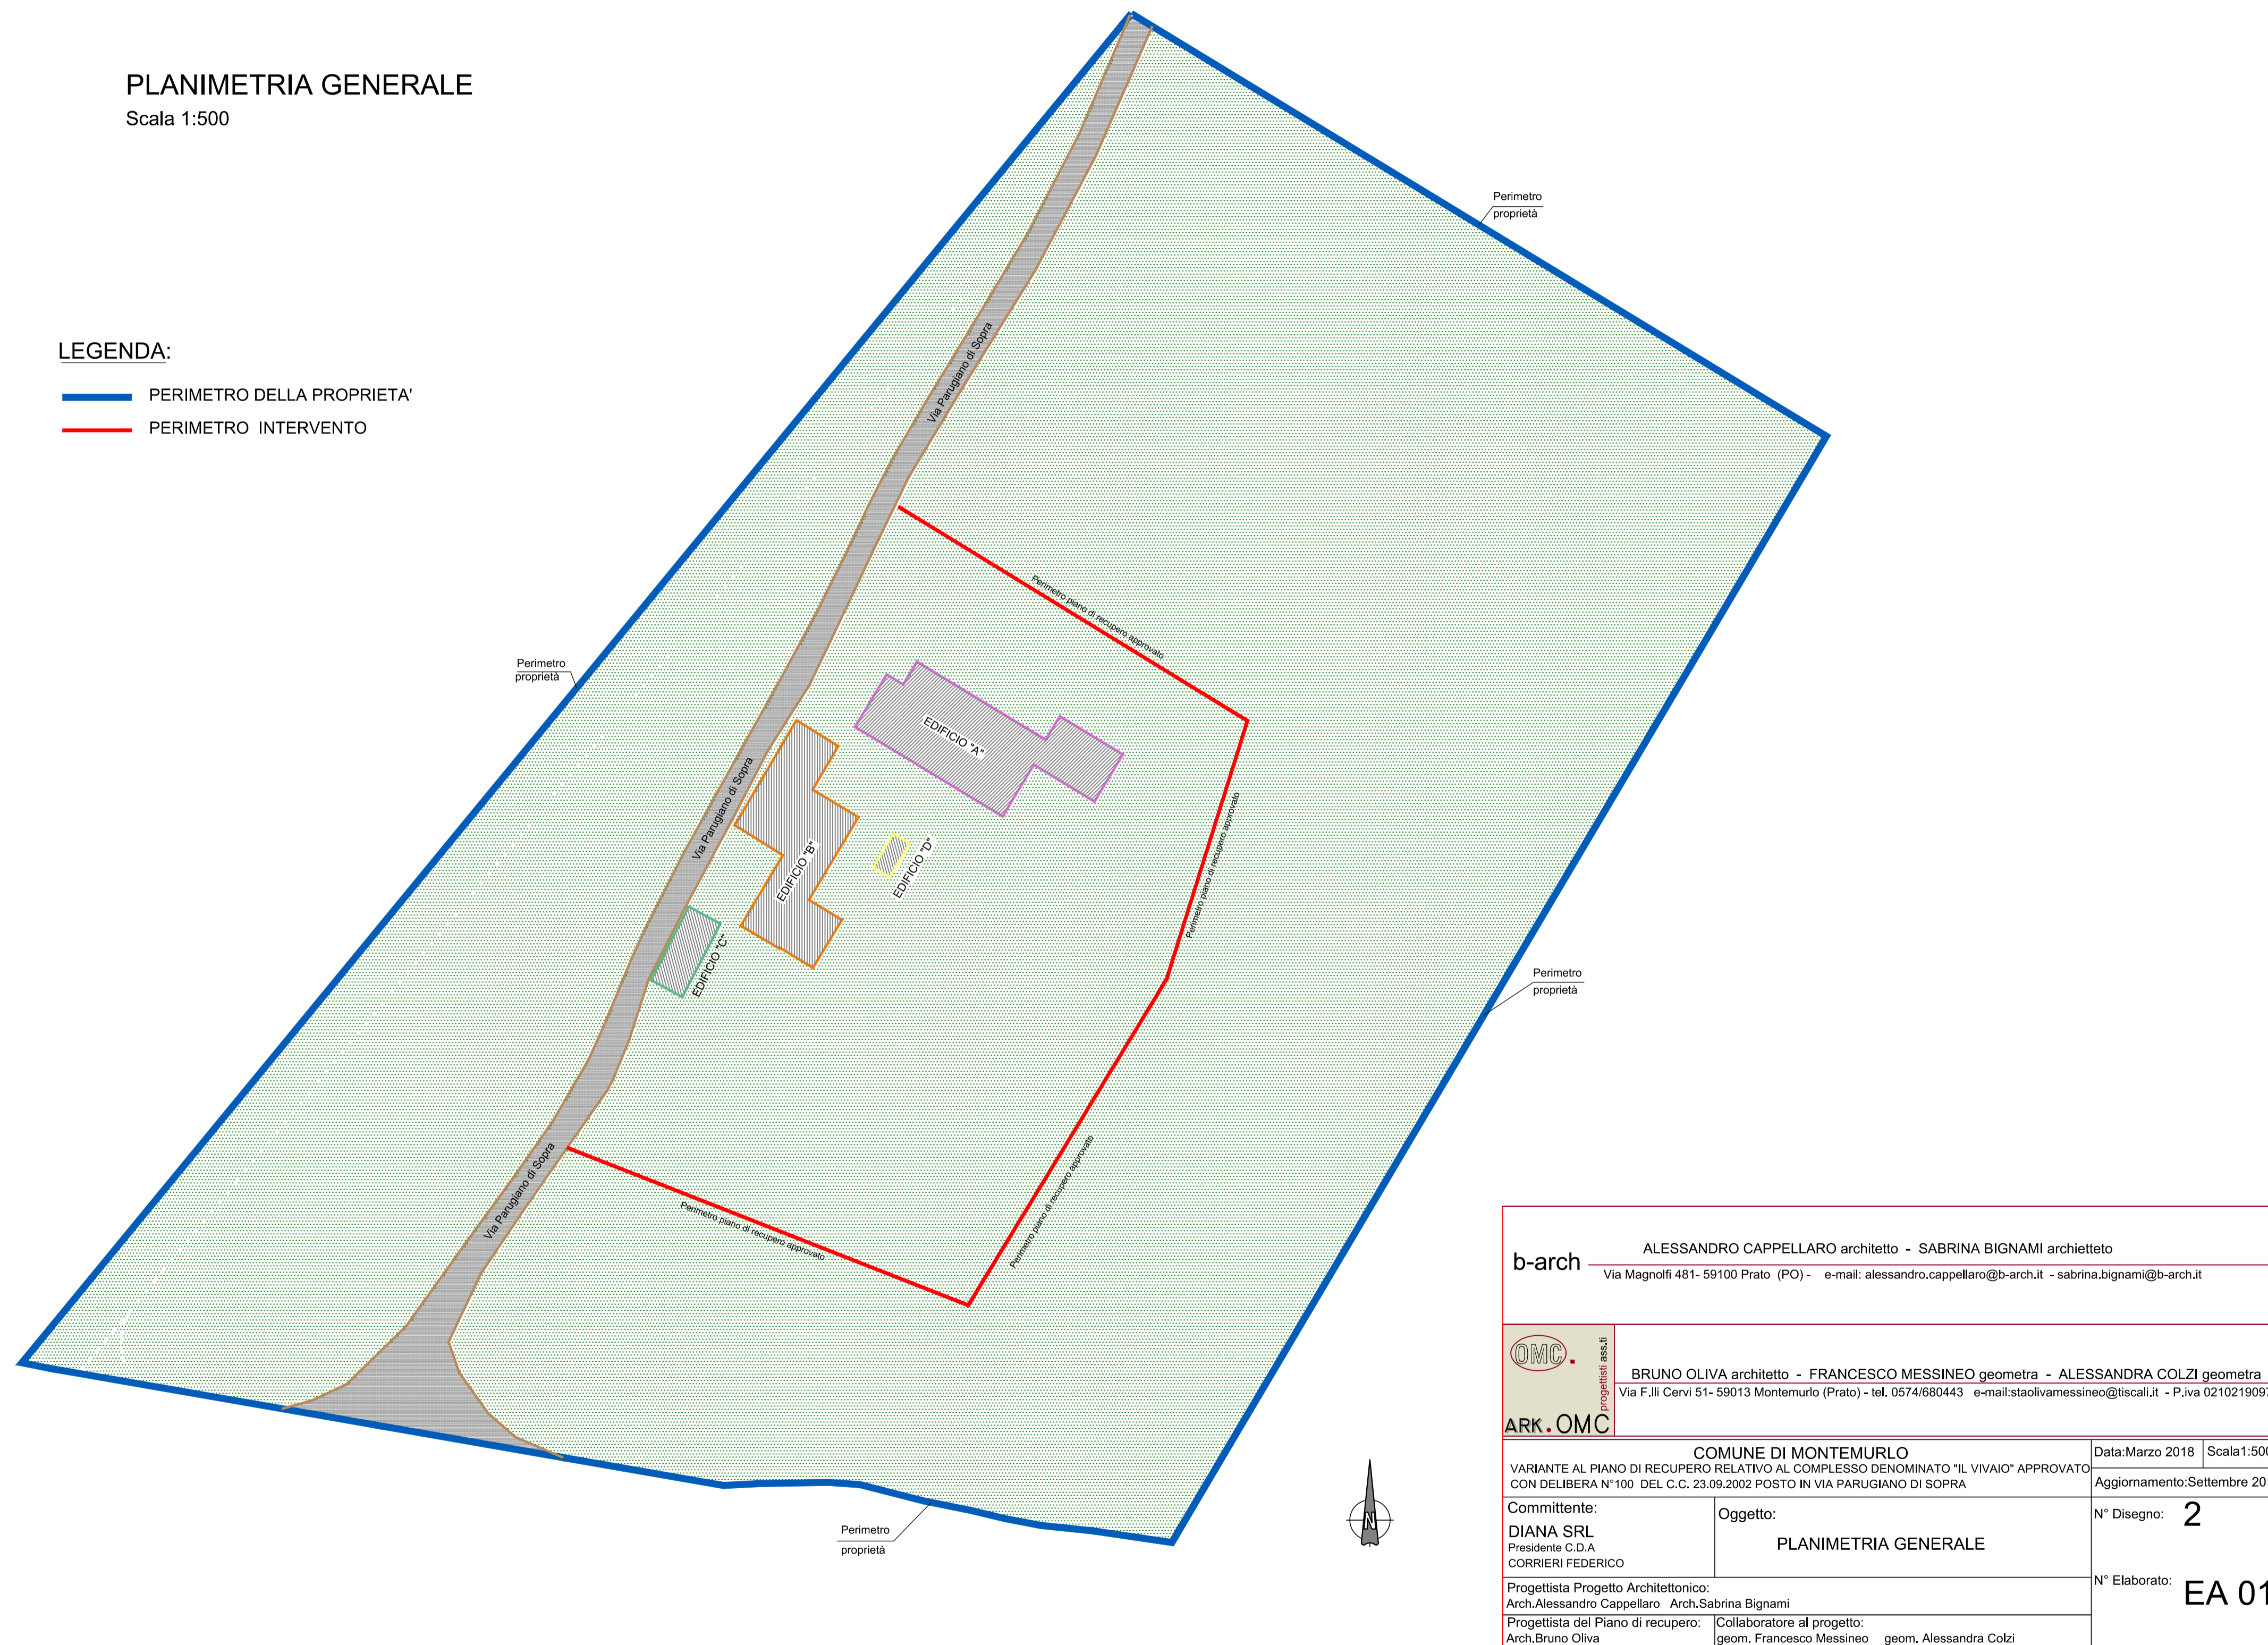 PLANIMETRIA GENERALE
Scala 1:500
LEGENDA:
PERIMETRO DELLA PROPRIETA'
PERIMETRO INTERVENTO
Perimetro
proprietà
Via Parugiano di Sopra
Perimetro piano di recupero approvato
Perimetro
proprietà
EDIFICIO "A"
Via Parugiano di Sopra
EDIFICIO "B"
EDIFICIO "D"
Perimetro piano di recupero approvato
EDIFICIO "C"
Perimetro
proprietà
Via Parugiano di Sopra
Perimetro piano di recupero approvato
Perimetro piano di recupero approvato
Perimetro
proprietà
N
b-arch
ALESSANDRO CAPPELLARO architetto - SABRINA BIGNAMI archietteto
Via Magnolfi 481- 59100 Prato (PO) - e-mail: alessandro.cappellaro@b-arch.it - sabrina.bignami@b-arch.it
OMC.
progettisti ass.ti
ARK.OMC
BRUNO OLIVA architetto - FRANCESCO MESSINEO geometra - ALESSANDRA COLZI geometra
Via F.lli Cervi 51- 59013 Montemurlo (Prato) - tel. 0574/680443 e-mail:staolivamessineo@tiscali.it - P.iva
COMUNE DI MONTEMURLO
VARIANTE AL PIANO DI RECUPERO RELATIVO AL COMPLESSO DENOMINATO "IL VIVAIO" APPROVATO
CON DELIBERA N°100 DEL C.C. 23.09.2002 POSTO IN VIA PARUGIANO DI SOPRA
Data:Marzo 2018
Scala1:500
Aggiornamento:Settembre
Committente:
DIANA SRL
Presidente C.D.A
CORRIERI FEDERICO
Oggetto:
PLANIMETRIA GENERALE
N° Disegno: 2
N° Elaborato: EA 01
Progettista Progetto Architettonico:
Arch.Alessandro Cappellaro Arch.Sabrina Bignami
Progettista del Piano di recupero:
Arch.Bruno Oliva
Collaboratore al progetto:
geom. Francesco Messineo geom. Alessandra Colzi